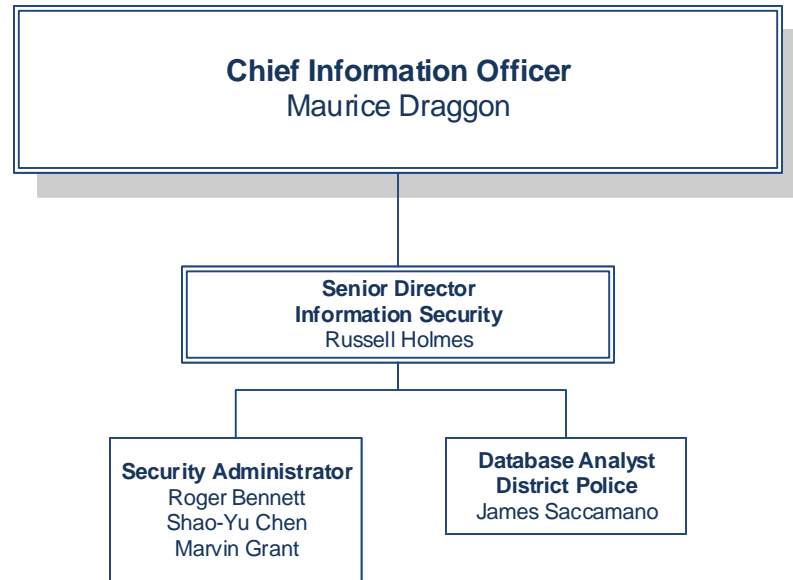 Chief Information Officer
Maurice Draggon
Senior Director
Information Security
Russell Holmes
Security Administrator
Roger Bennett
Shao-Yu Chen
Marvin Grant
Database Analyst
District Police
James Saccamano